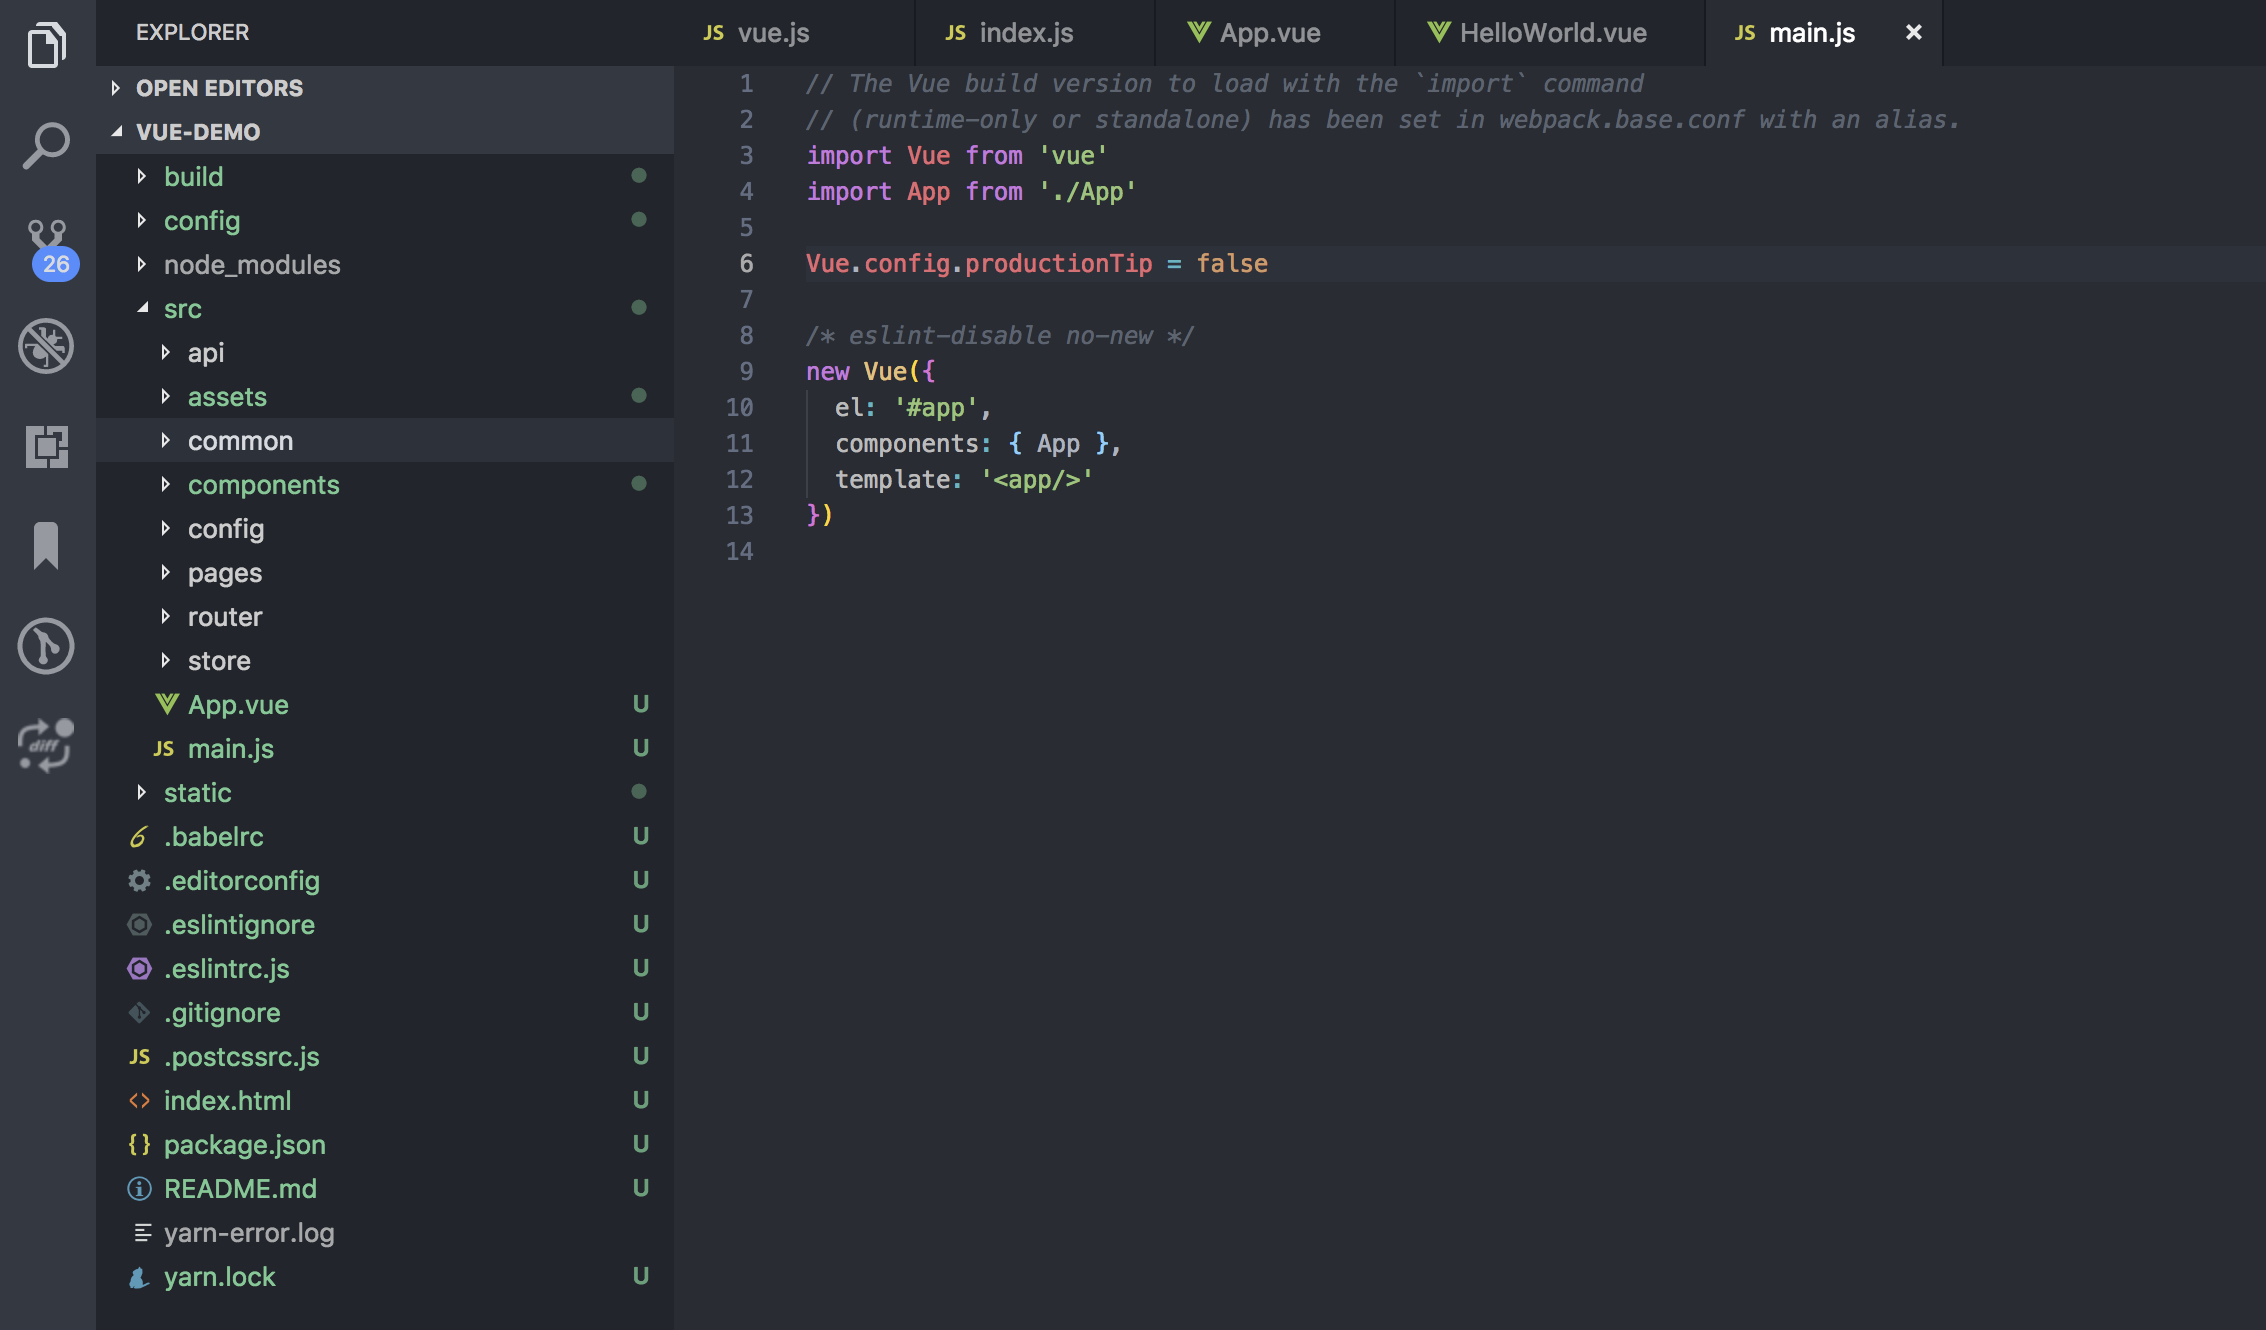 EXPLORER
OPEN EDITORS
VUE-DEMO
build
config
node_modules
src
api
assets
common
components
config
pages
router
store
App.vue U
JS main.js U
static
.babelrc U
.editorconfig U
.eslintignore U
.eslintrc.js U
.gitignore U
JS .postcssrc.js U
<> index.html U
{} package.json U
README.md U
yarn-error.log
yarn.lock U
26
diff
JS vue.js
JS index.js
App.vue
HelloWorld.vue
JS main.js ×
1 // The Vue build version to load with the `import` command
2 // (runtime-only or standalone) has been set in webpack.base.conf with an alias.
3 import Vue from 'vue'
4 import App from './App'
5
6 Vue.config.productionTip = false
7
8 /* eslint-disable no-new */
9 new Vue({
10   el: '#app',
11   components: { App },
12   template: '<app/>'
13 })
14